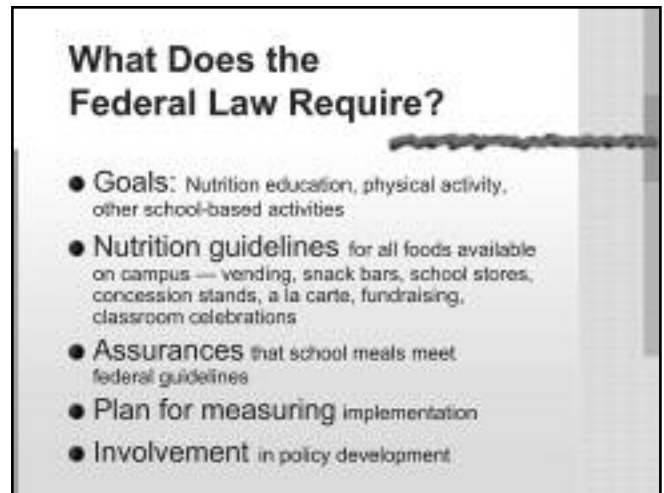 What Does the
Federal Law Require?
● Goals: Nutrition education, physical activity,
other school-based activities
● Nutrition guidelines for all foods available
on campus — vending, snack bars, school stores,
concession stands, a la carte, fundraising,
classroom celebrations
● Assurances that school meals meet
federal guidelines
● Plan for measuring implementation
● Involvement in policy development